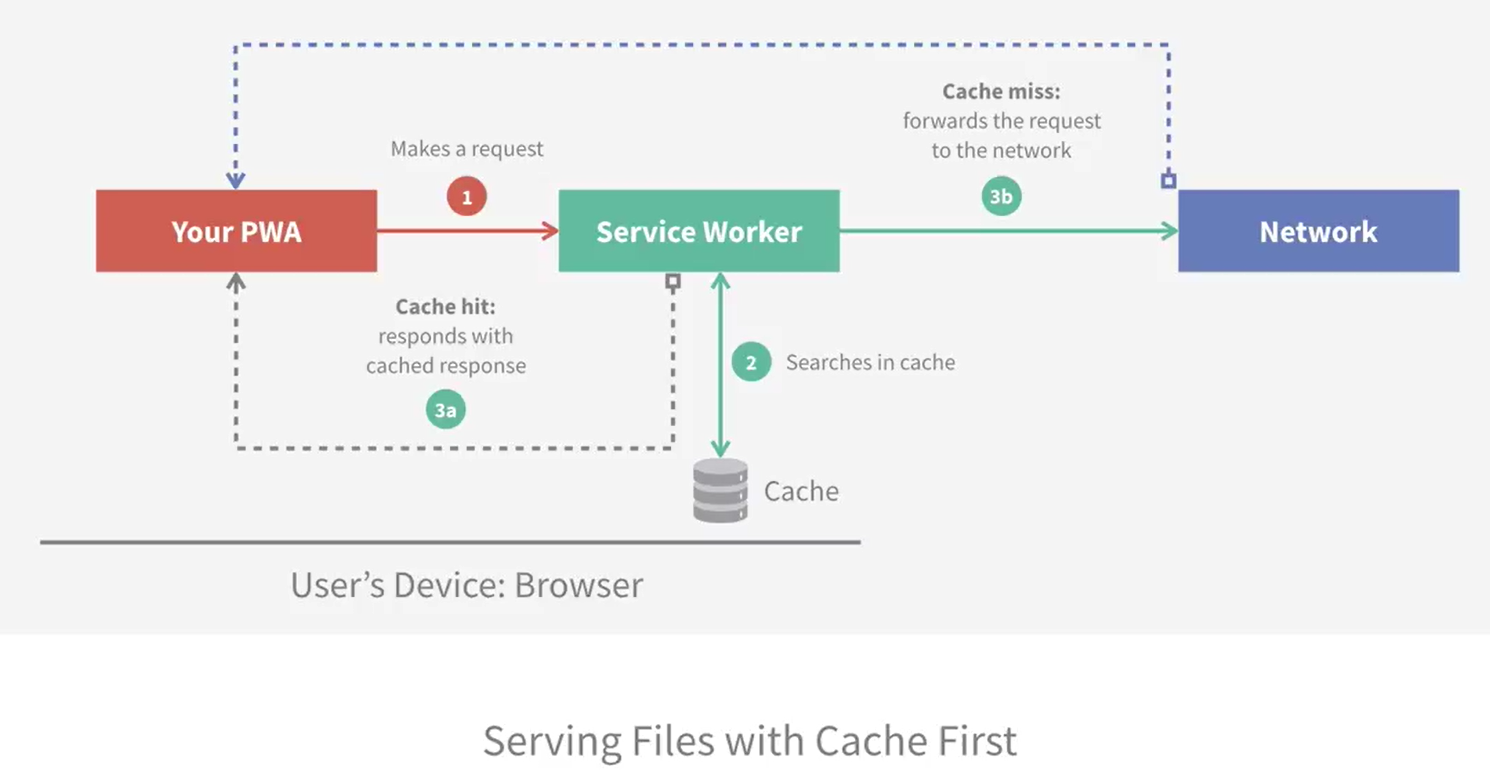 Cache miss:
forwards the request
to the network
Makes a request
1
3b
Your PWA
Service Worker
Network
Cache hit:
responds with
cached response
3a
2
Searches in cache
Cache
User’s Device: Browser
Serving Files with Cache First